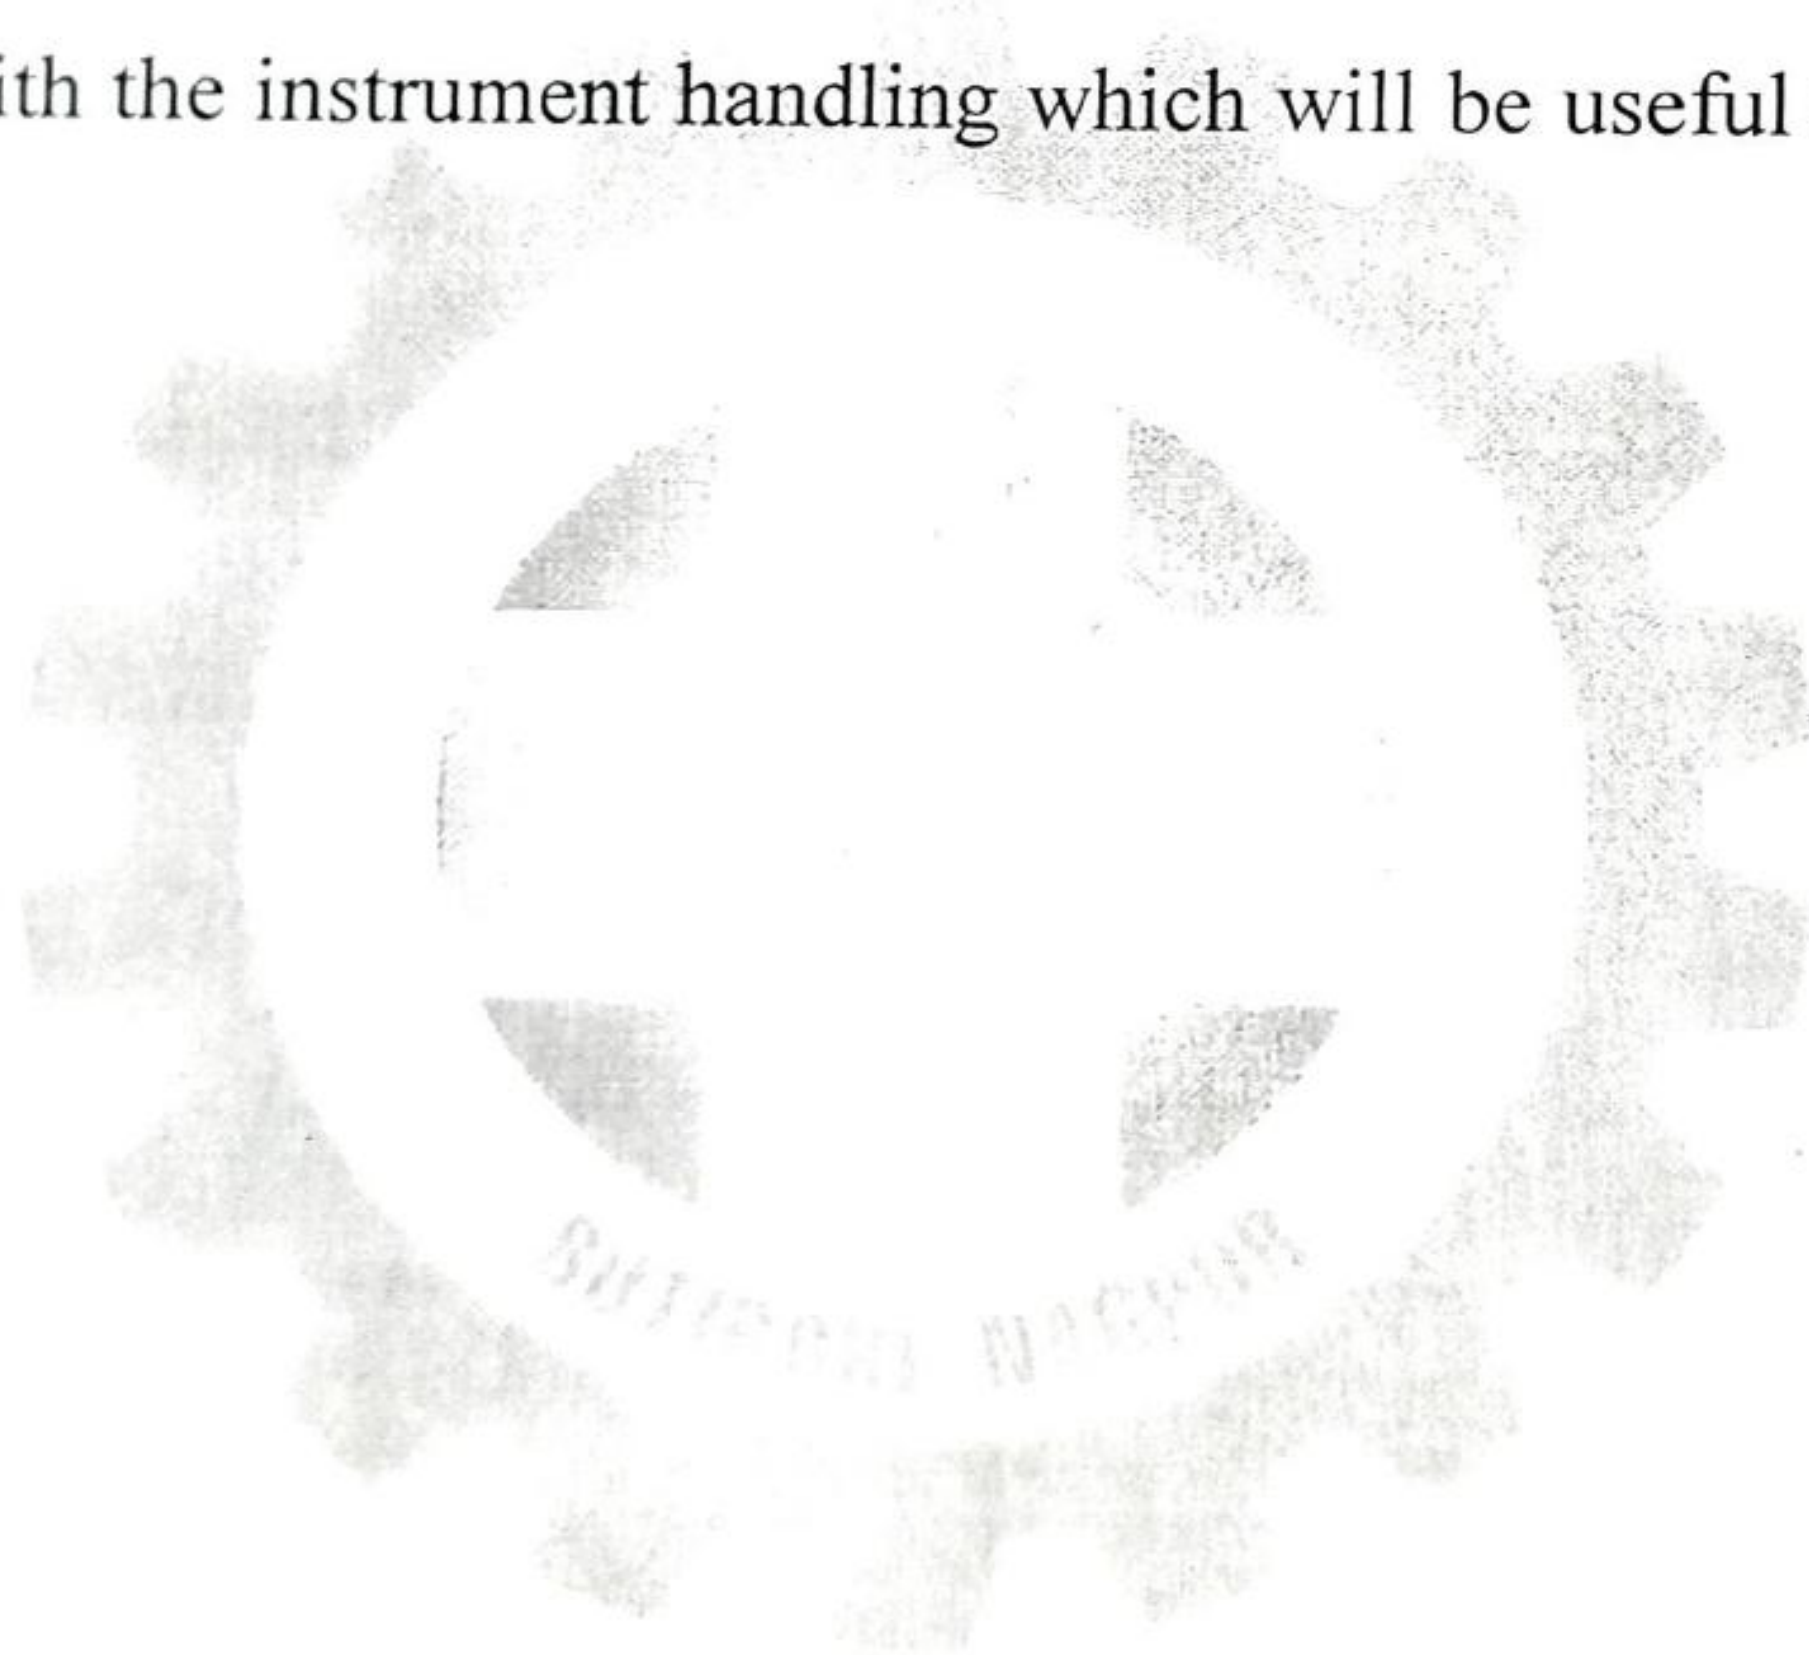 ith the instrument handling which will be useful